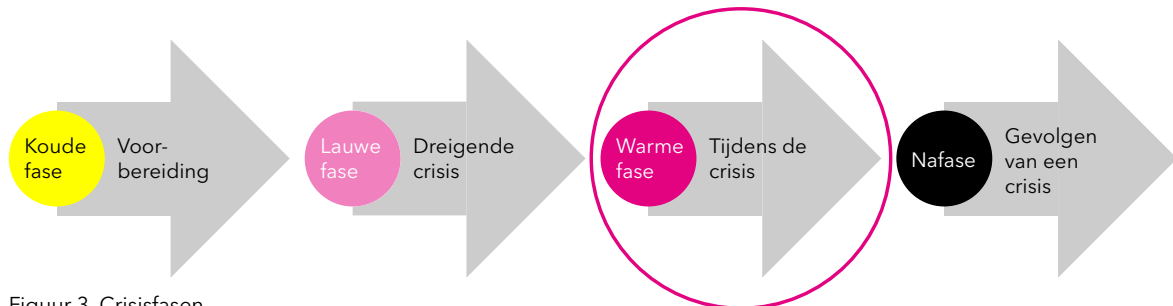 Koude
fase
Voor-
bereiding
Lauwe
fase
Dreigende
crisis
Warme
fase
Tijdens de
crisis
Nafase
Gevolgen
van een
crisis
Figuur 3. Crisisfasen